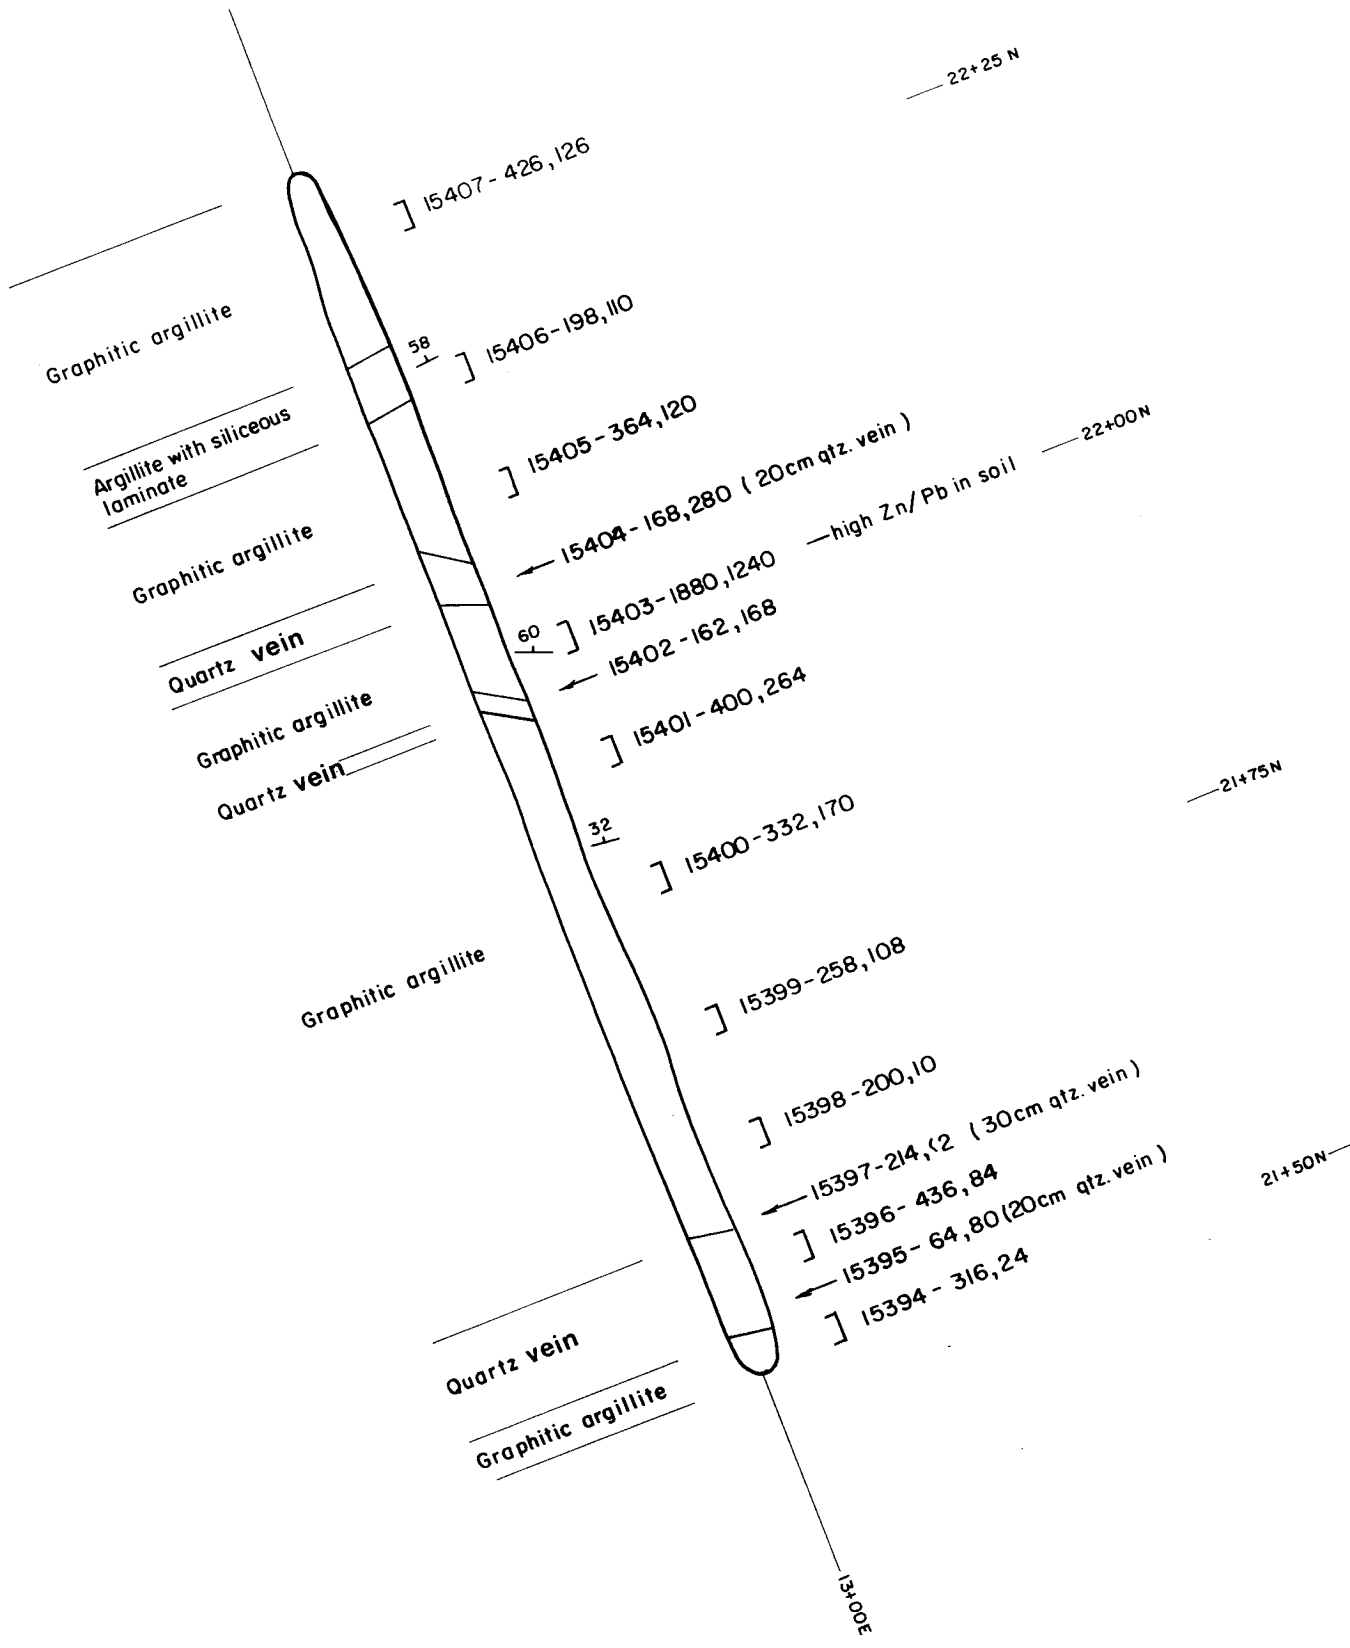 22+25 N
15407-426,126
Graphitic argillite
58
15406-198,110
Argillite with siliceous
laminate
15405-364,120
22+00N
15404-168,280 (20cm qtz. vein)
high Zn/Pb in soil
Graphitic argillite
15403-1880,1240
60
15402-162,168
Quartz vein
15401-400,264
Graphitic argillite
Quartz vein
21+75N
32
15400-332,170
Graphitic argillite
15399-258,108
15398-200,10
15397-214,<2 (30cm qtz. vein)
21+50N
15396-436,84
15395-64,80 (20cm qtz. vein)
15394-316,24
Quartz vein
Graphitic argillite
13+00E